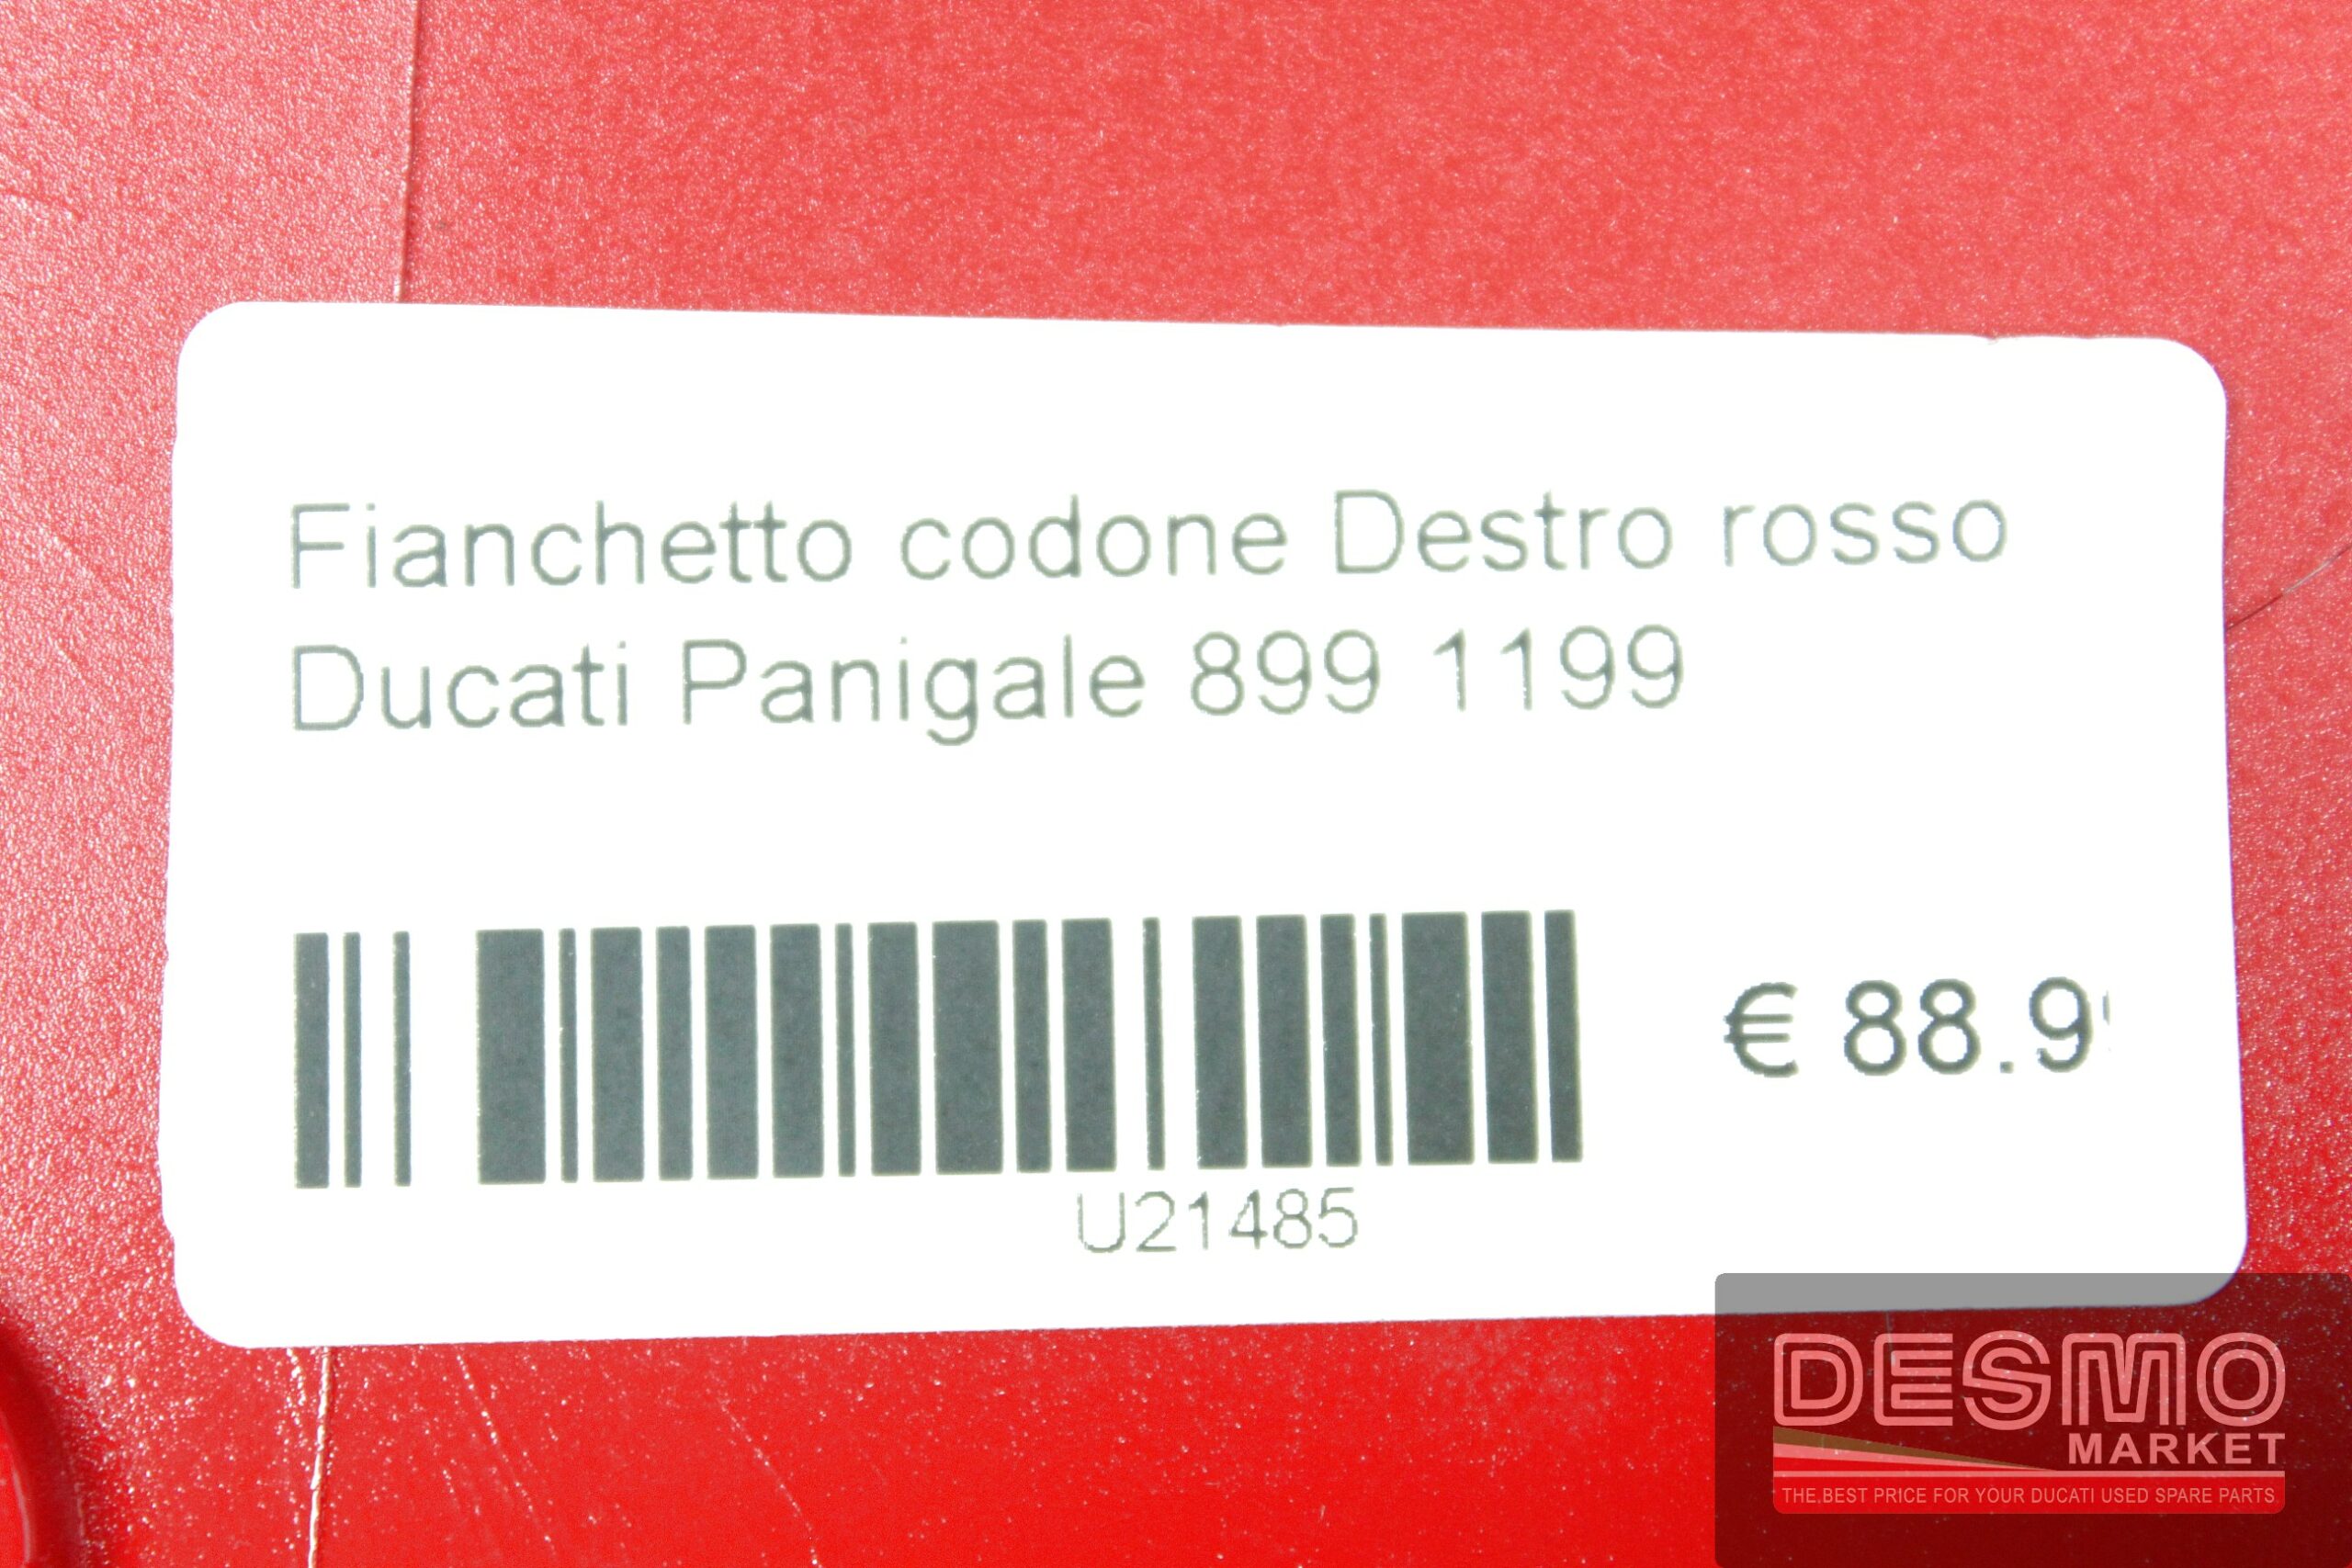 Fianchetto codone Destro rosso
Ducati Panigale 899 1199
€ 88.9
U21485
DESMO
MARKET
THE BEST PRICE FOR YOUR DUCATI USED SPARE PARTS